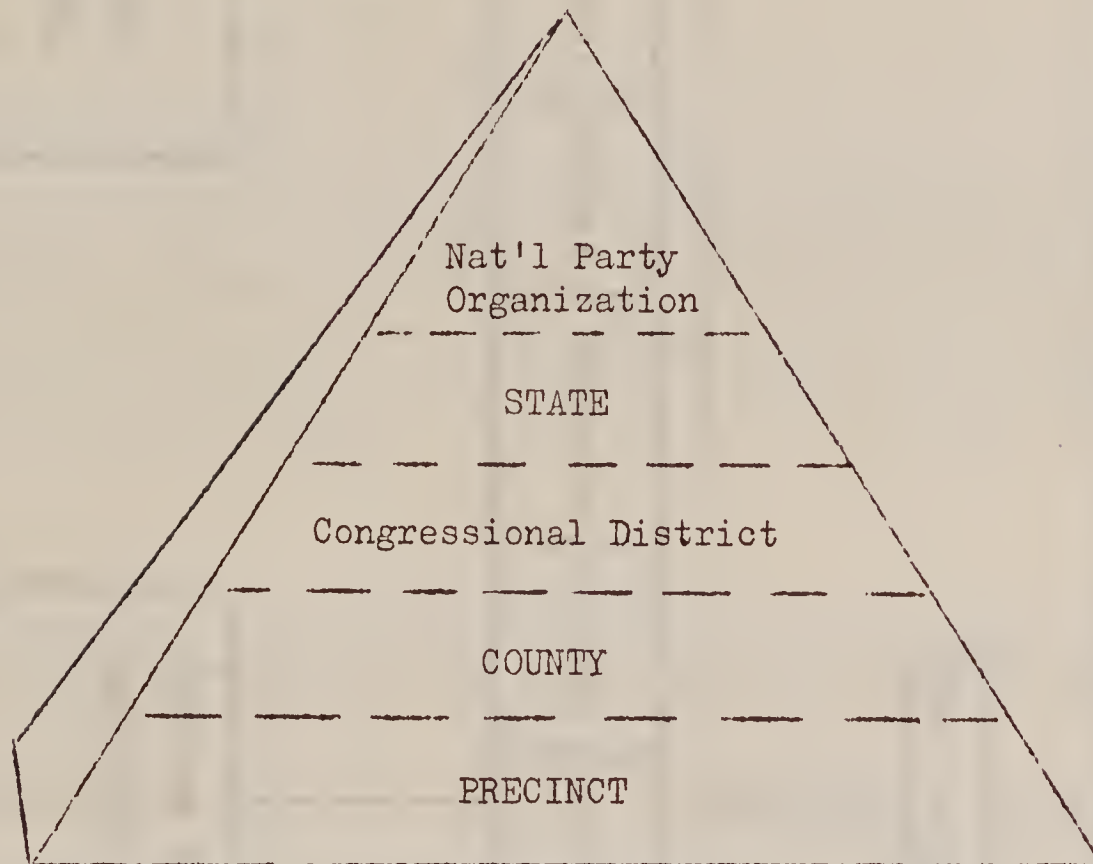 Nat'l Party
Organization
STATE
Congressional District
COUNTY
PRECINCT